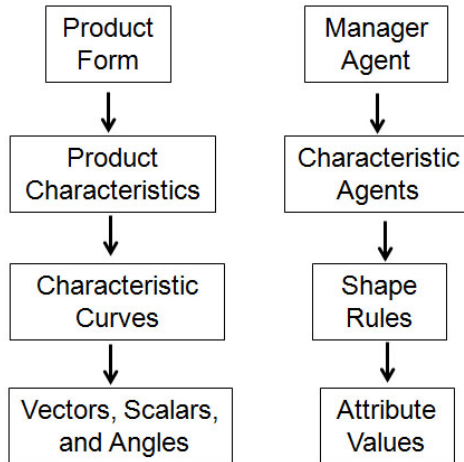 Product
Form
Manager
Agent
Product
Characteristics
Characteristic
Agents
Characteristic
Curves
Shape
Rules
Vectors, Scalars,
and Angles
Attribute
Values